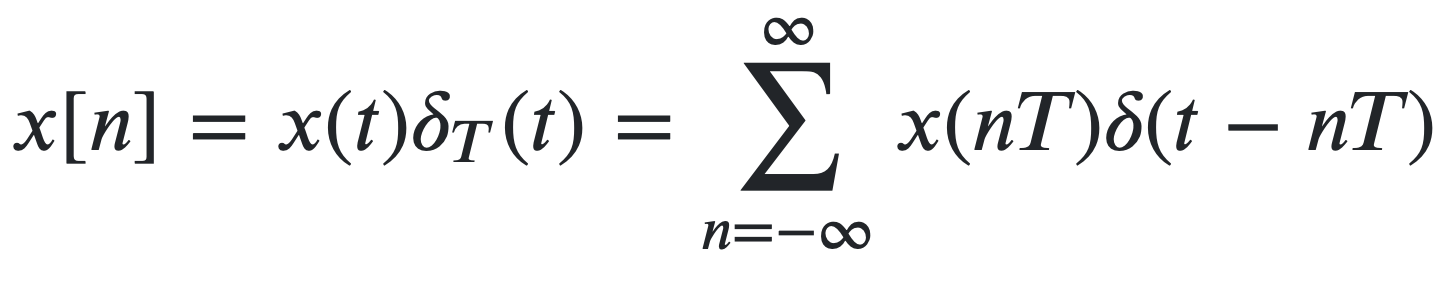 x[n] = x(t)δ_T(t) = ∑_{n=−∞}^{∞} x(nT)δ(t − nT)